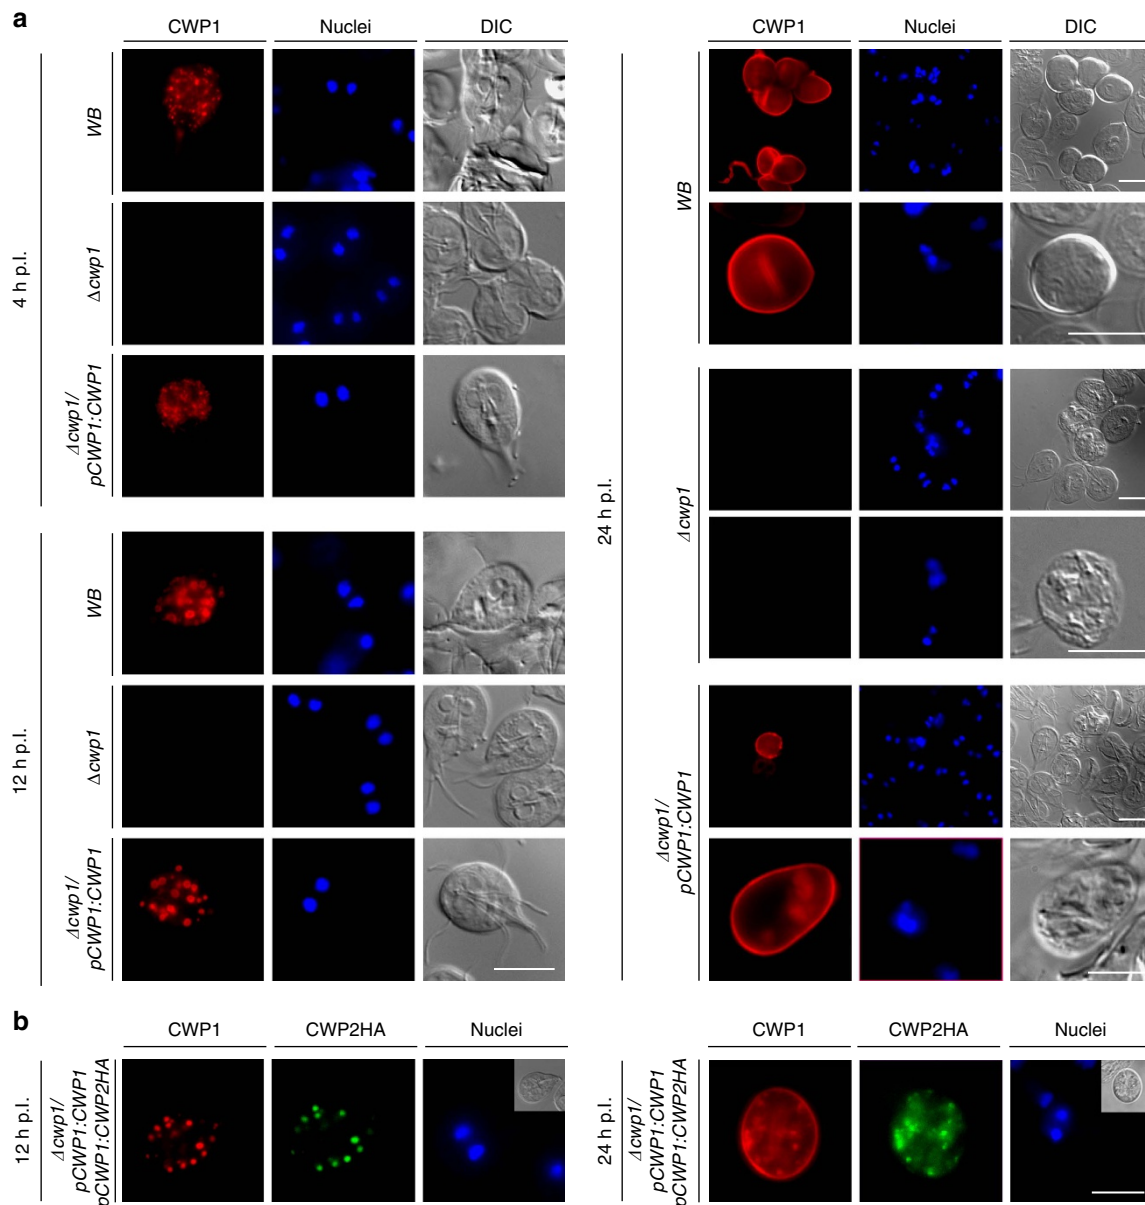 a
CWP1 Nuclei DIC
4 h p.l.
WB
Δcwp1
Δcwp1/
pCWP1:CWP1
12 h p.l.
WB
Δcwp1
Δcwp1/
pCWP1:CWP1
CWP1 Nuclei DIC
24 h p.l.
WB
Δcwp1
Δcwp1/
pCWP1:CWP1
b
CWP1 CWP2HA Nuclei
12 h p.l.
Δcwp1/
pCWP1:CWP1
pCWP1:CWP2HA
CWP1 CWP2HA Nuclei
24 h p.l.
Δcwp1/
pCWP1:CWP1
pCWP1:CWP2HA